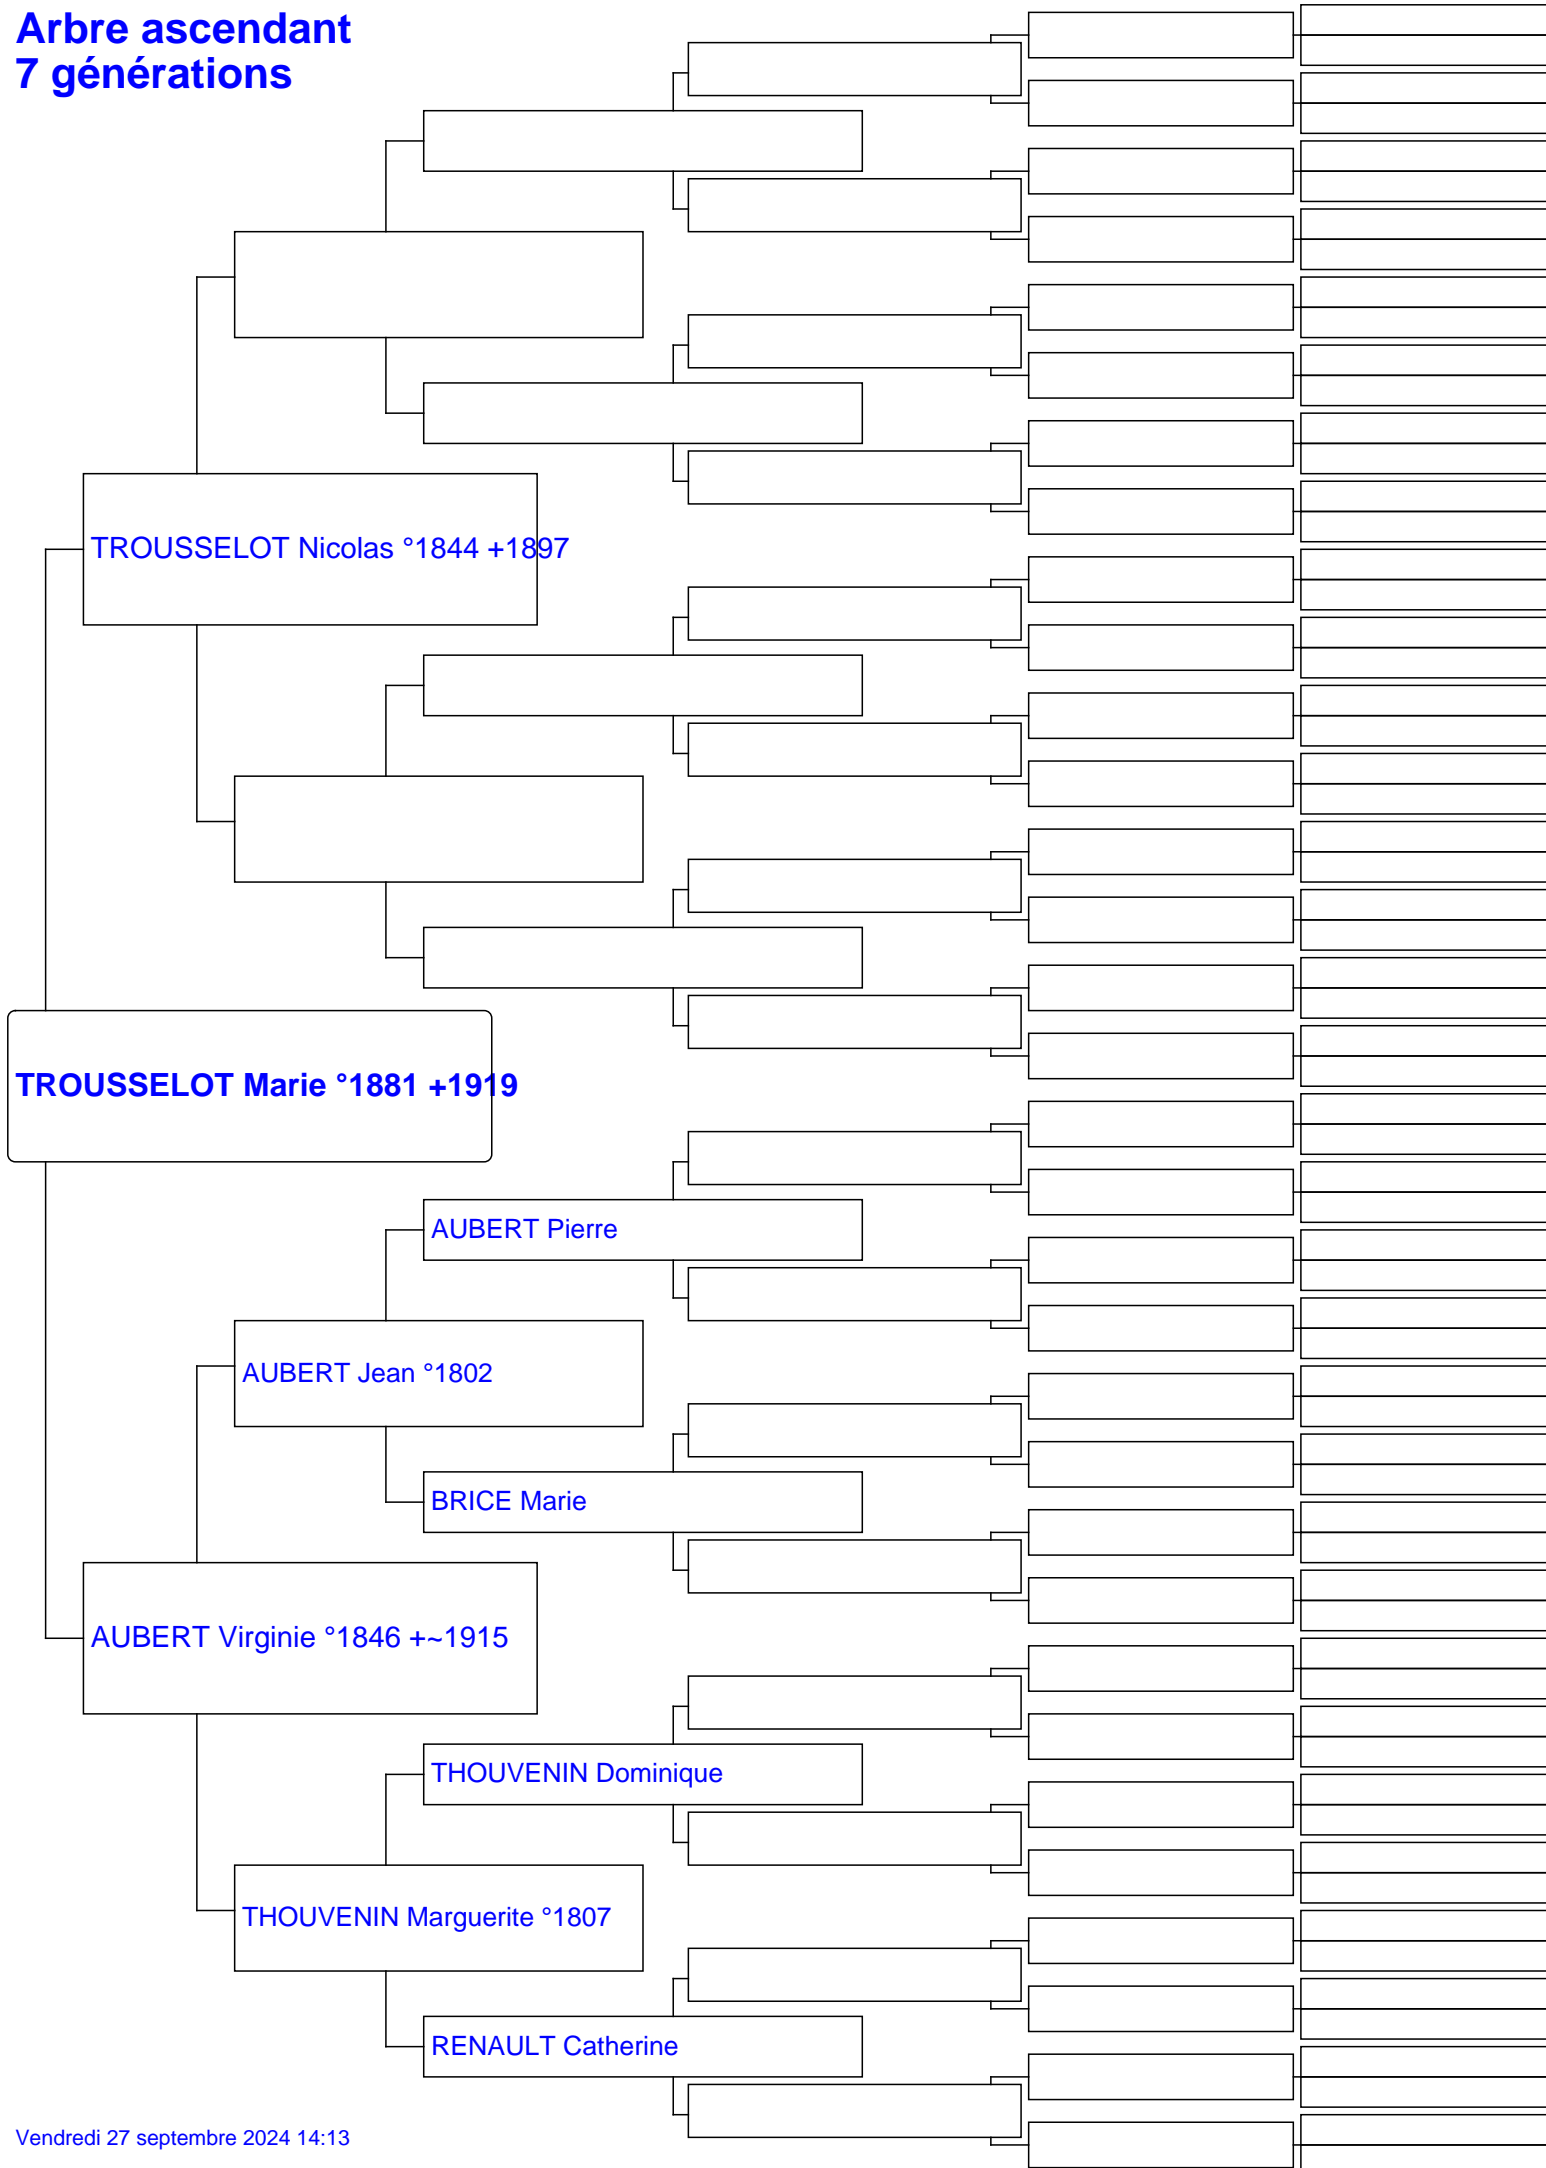 Arbre ascendant
7 générations
TROUSSELOT Nicolas °1844 +1897
TROUSSELOT Marie °1881 +1919
AUBERT Pierre
AUBERT Jean °1802
BRICE Marie
AUBERT Virginie °1846 +~1915
THOUVENIN Dominique
THOUVENIN Marguerite °1807
RENAULT Catherine
Vendredi 27 septembre 2024 14:13